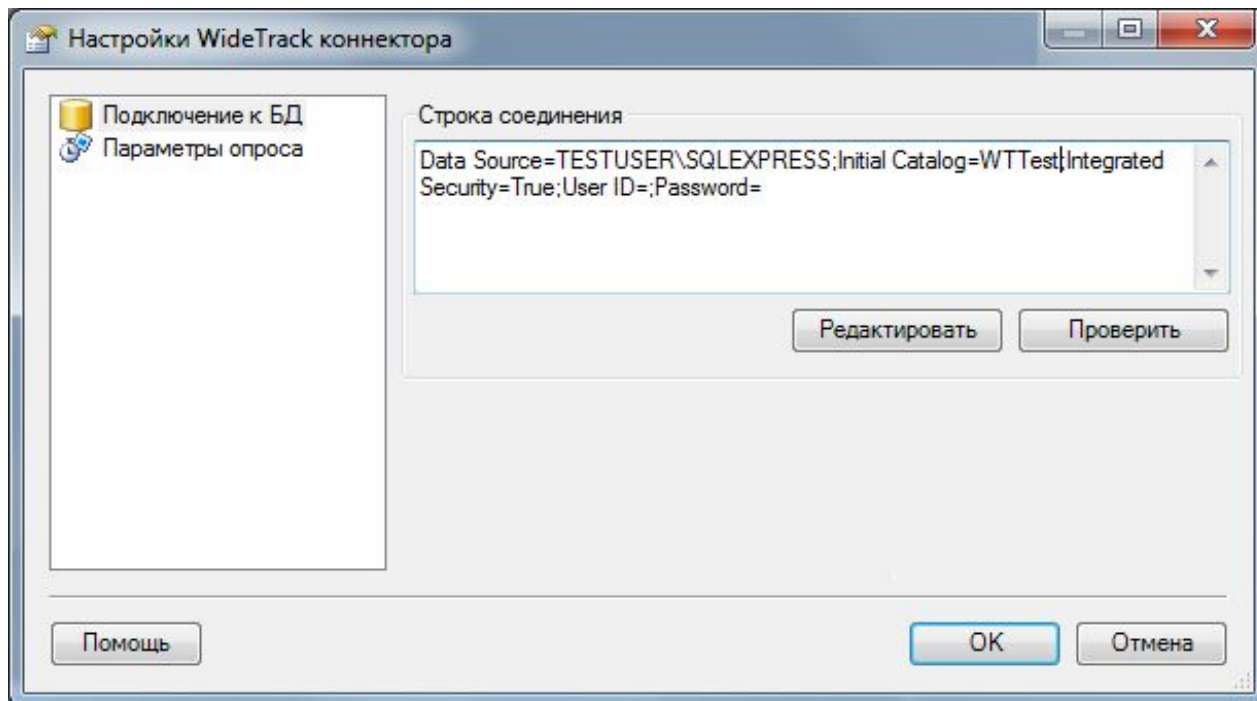 Настройки WideTrack коннектора
Подключение к БД
Параметры опроса
Строка соединения
Data Source=TESTUSER\SQLEXPRESS;Initial Catalog=WTTest;Integrated
Security=True;User ID=;Password=
Редактировать
Проверить
Помощь
OK
Отмена